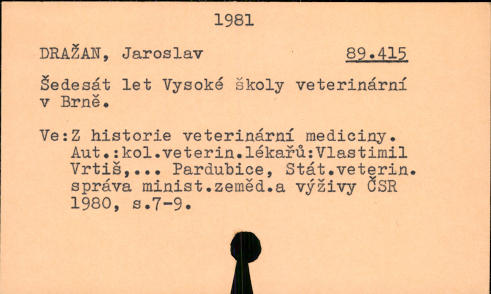 1981
DRAŽAN, Jaroslav 89.415
Šedesát let Vysoké školy veterinární
v Brně.
Ve:Z historie veterinární mediciny.
Aut.:kol.veterin.lékařů:Vlastimil
Vrtiš,... Pardubice, Stát.veterin.
správa minist.zeměd.a výživy ČSR
1980, s.7-9.